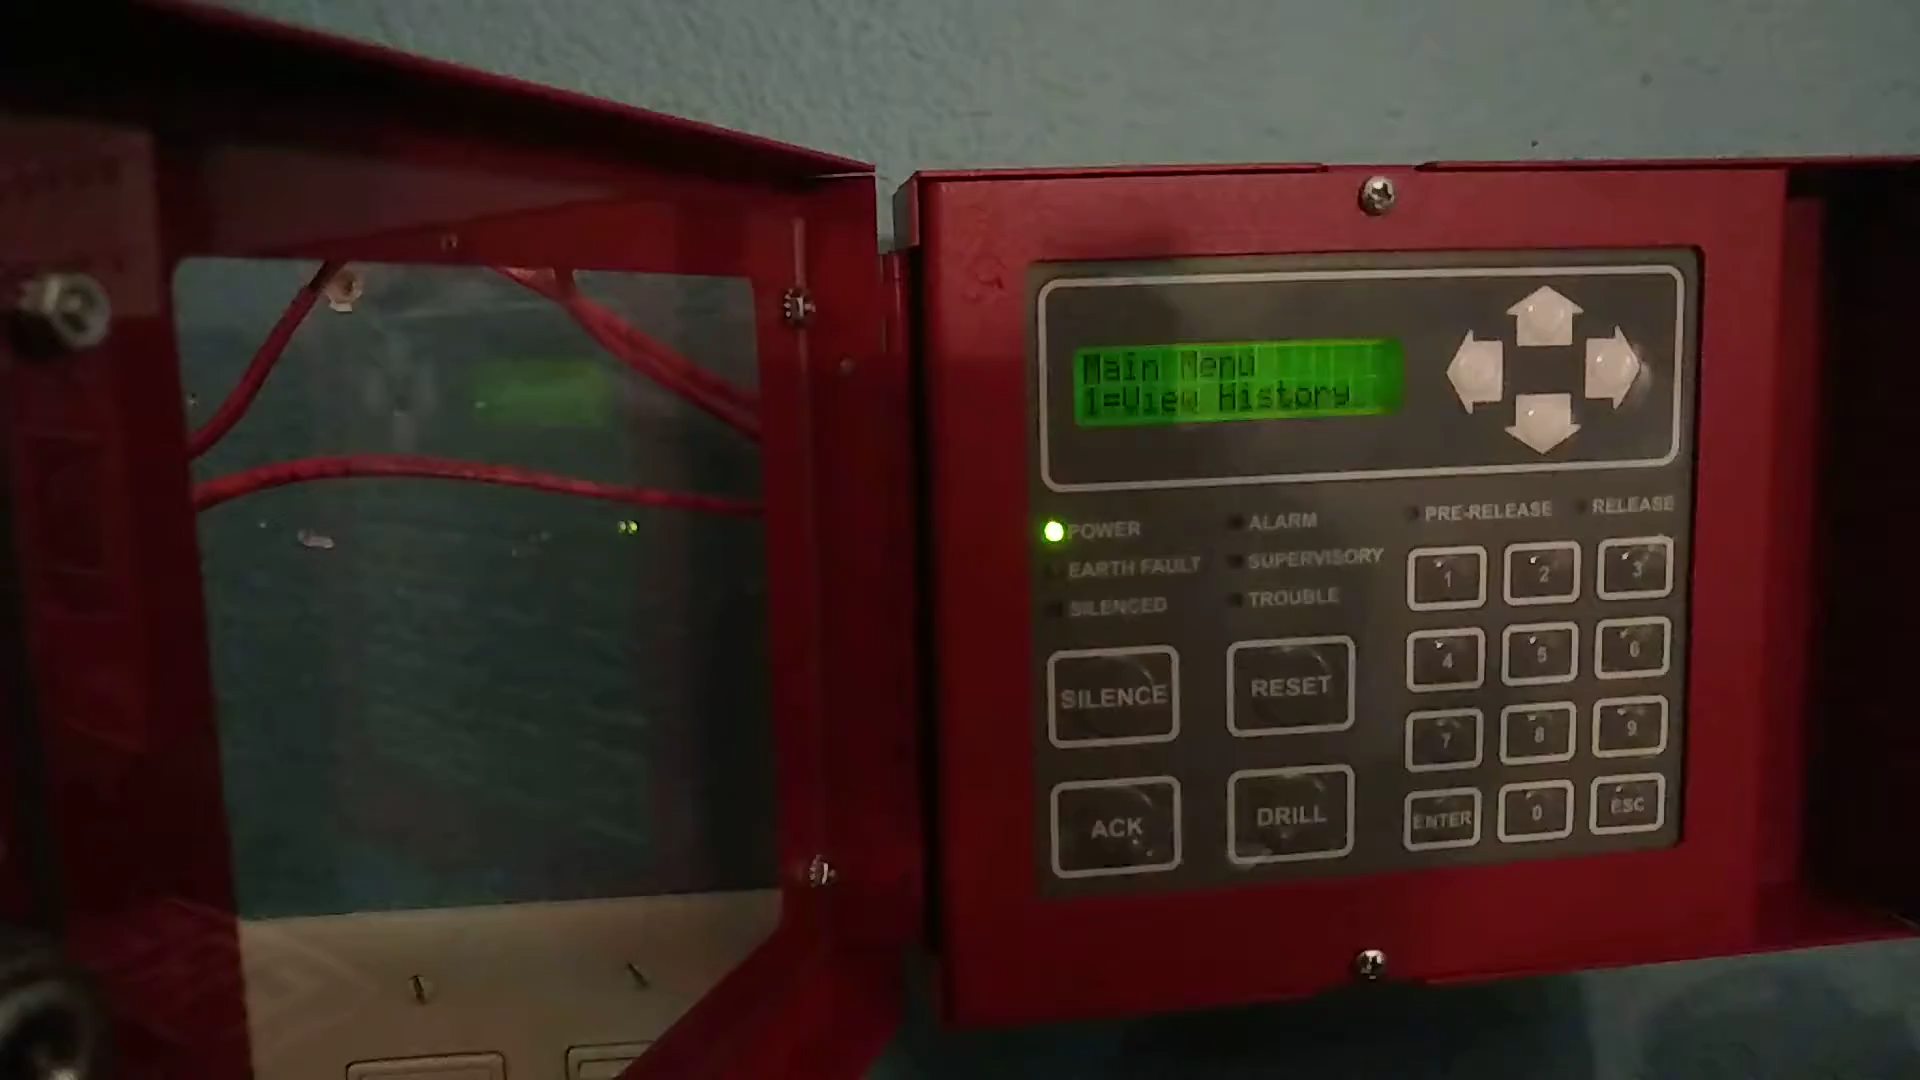 Main Menu
1=View History
POWER
ALARM
PRE-RELEASE
RELEASE
EARTH FAULT
SUPERVISORY
SILENCED
TROUBLE
1 2 3
4 5 6
7 8 9
ENTER 0 esc
SILENCE
RESET
ACK
DRILL